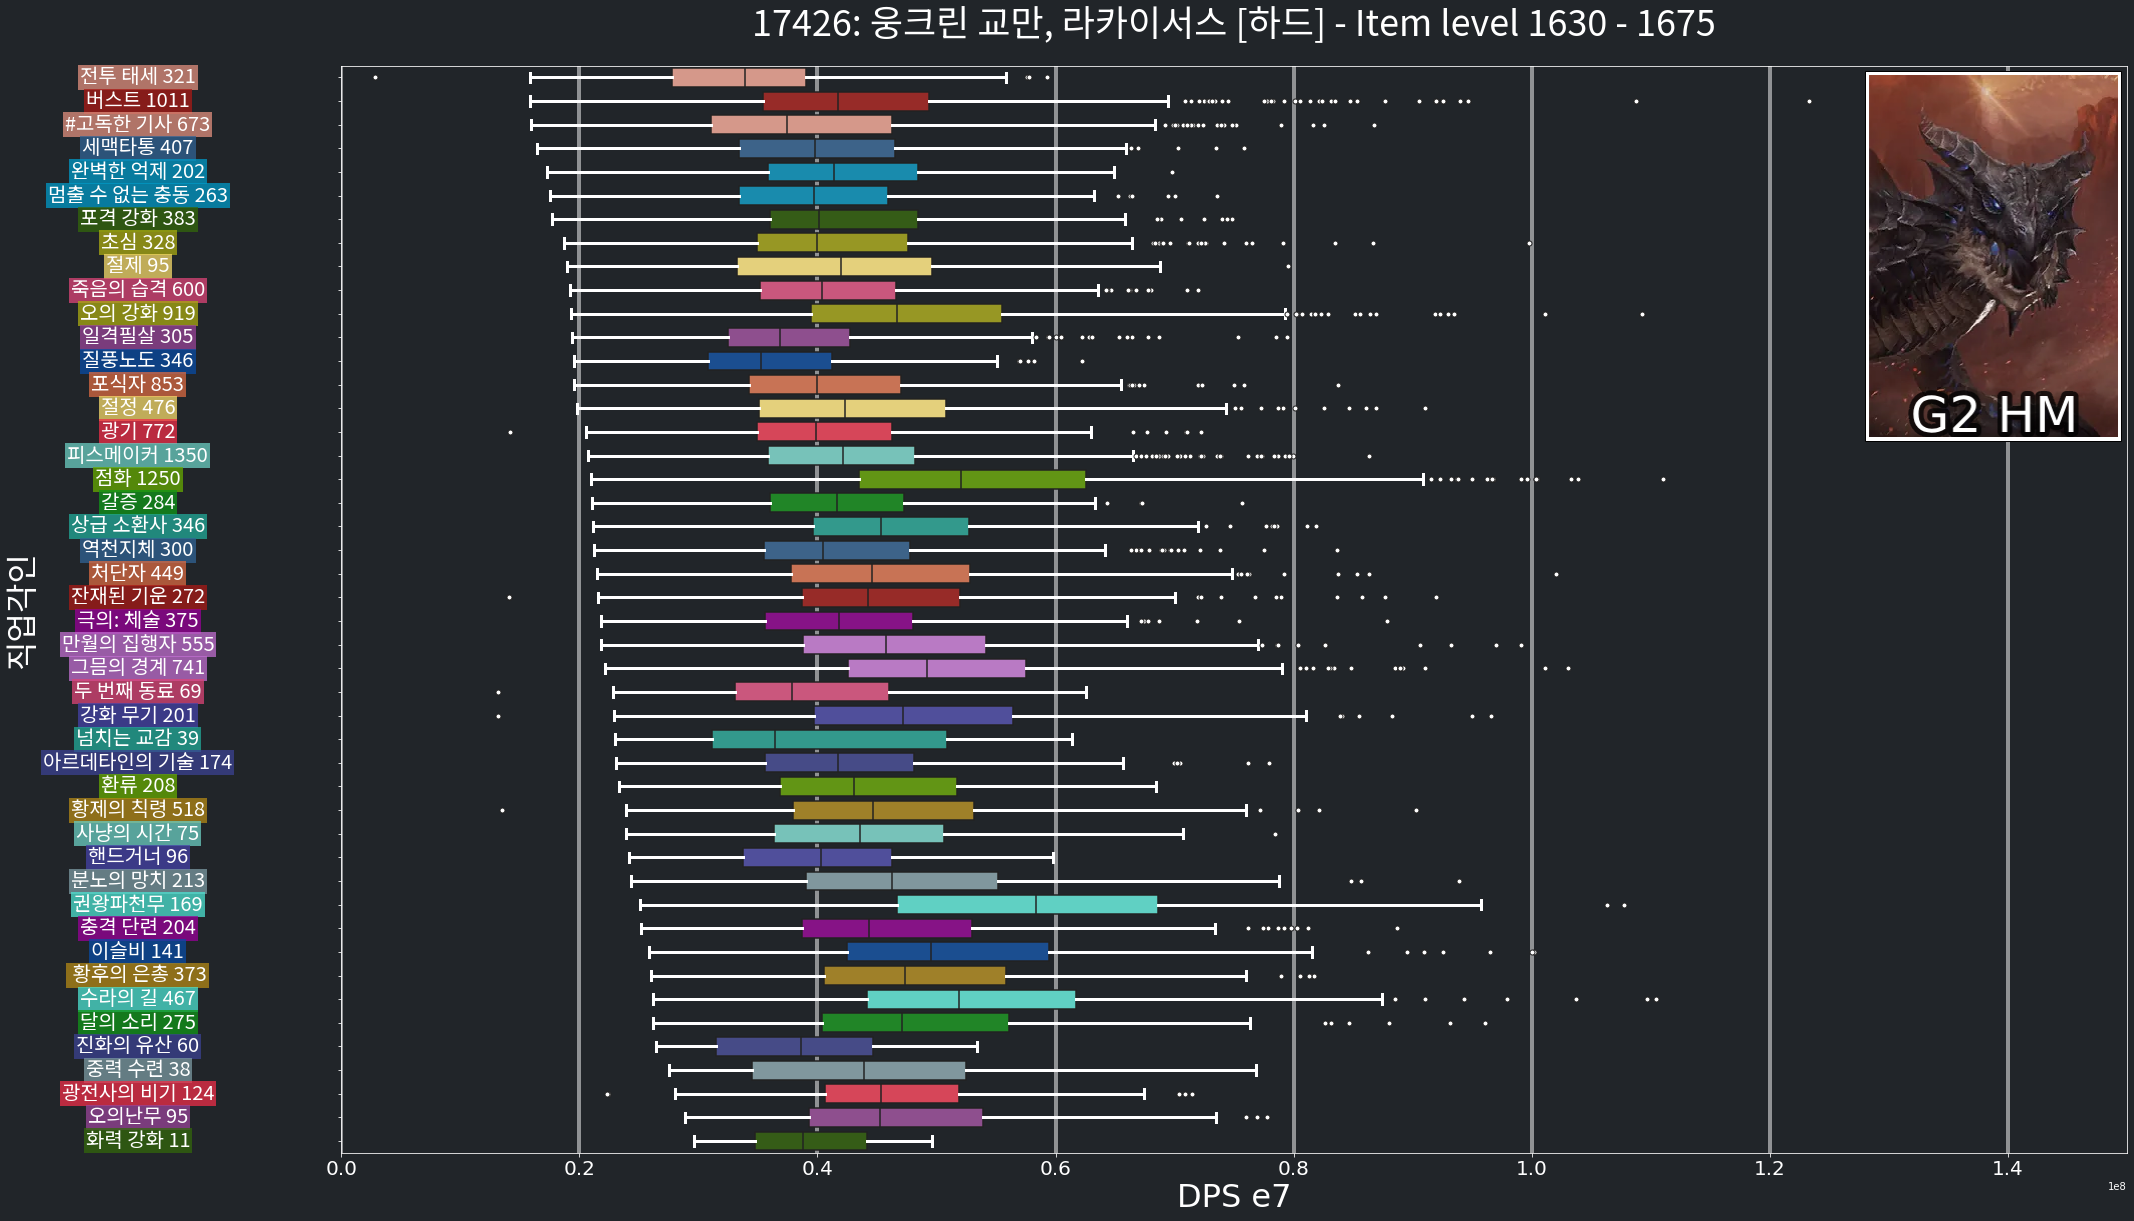 17426: 웅크린 교만, 라카이서스 [하드] - Item level 1630 - 1675
전투 태세 321
버스트 1011
#고독한 기사 673
세맥타통 407
완벽한 억제 202
멈출 수 없는 충동 263
포격 강화 383
초심 328
절제 95
죽음의 습격 600
오의 강화 919
일격필살 305
질풍노도 346
포식자 853
절정 476
광기 772
피스메이커 1350
점화 1250
갈증 284
상급 소환사 346
역천지체 300
처단자 449
잔재된 기운 272
극의: 체술 375
만월의 집행자 555
그믐의 경계 741
두 번째 동료 69
강화 무기 201
넘치는 교감 39
아르데타인의 기술 174
환류 208
황제의 칙령 518
사냥의 시간 75
핸드거너 96
분노의 망치 213
권왕파천무 169
충격 단련 204
이슬비 141
황후의 은총 373
수라의 길 467
달의 소리 275
진화의 유산 60
중력 수련 38
광전사의 비기 124
오의난무 95
화력 강화 11
직업각인
G2 HM
0.0 0.2 0.4 0.6 0.8 1.0 1.2 1.4
DPS e7
1e8